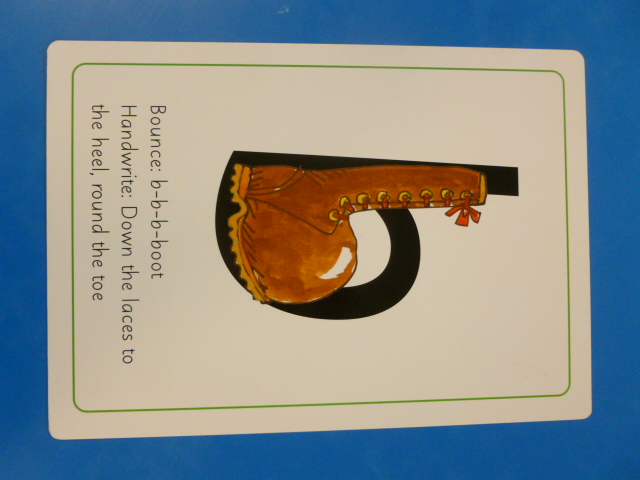 b
Bounce: b-b-b-boot
Handwrite: Down the laces to
the heel, round the toe